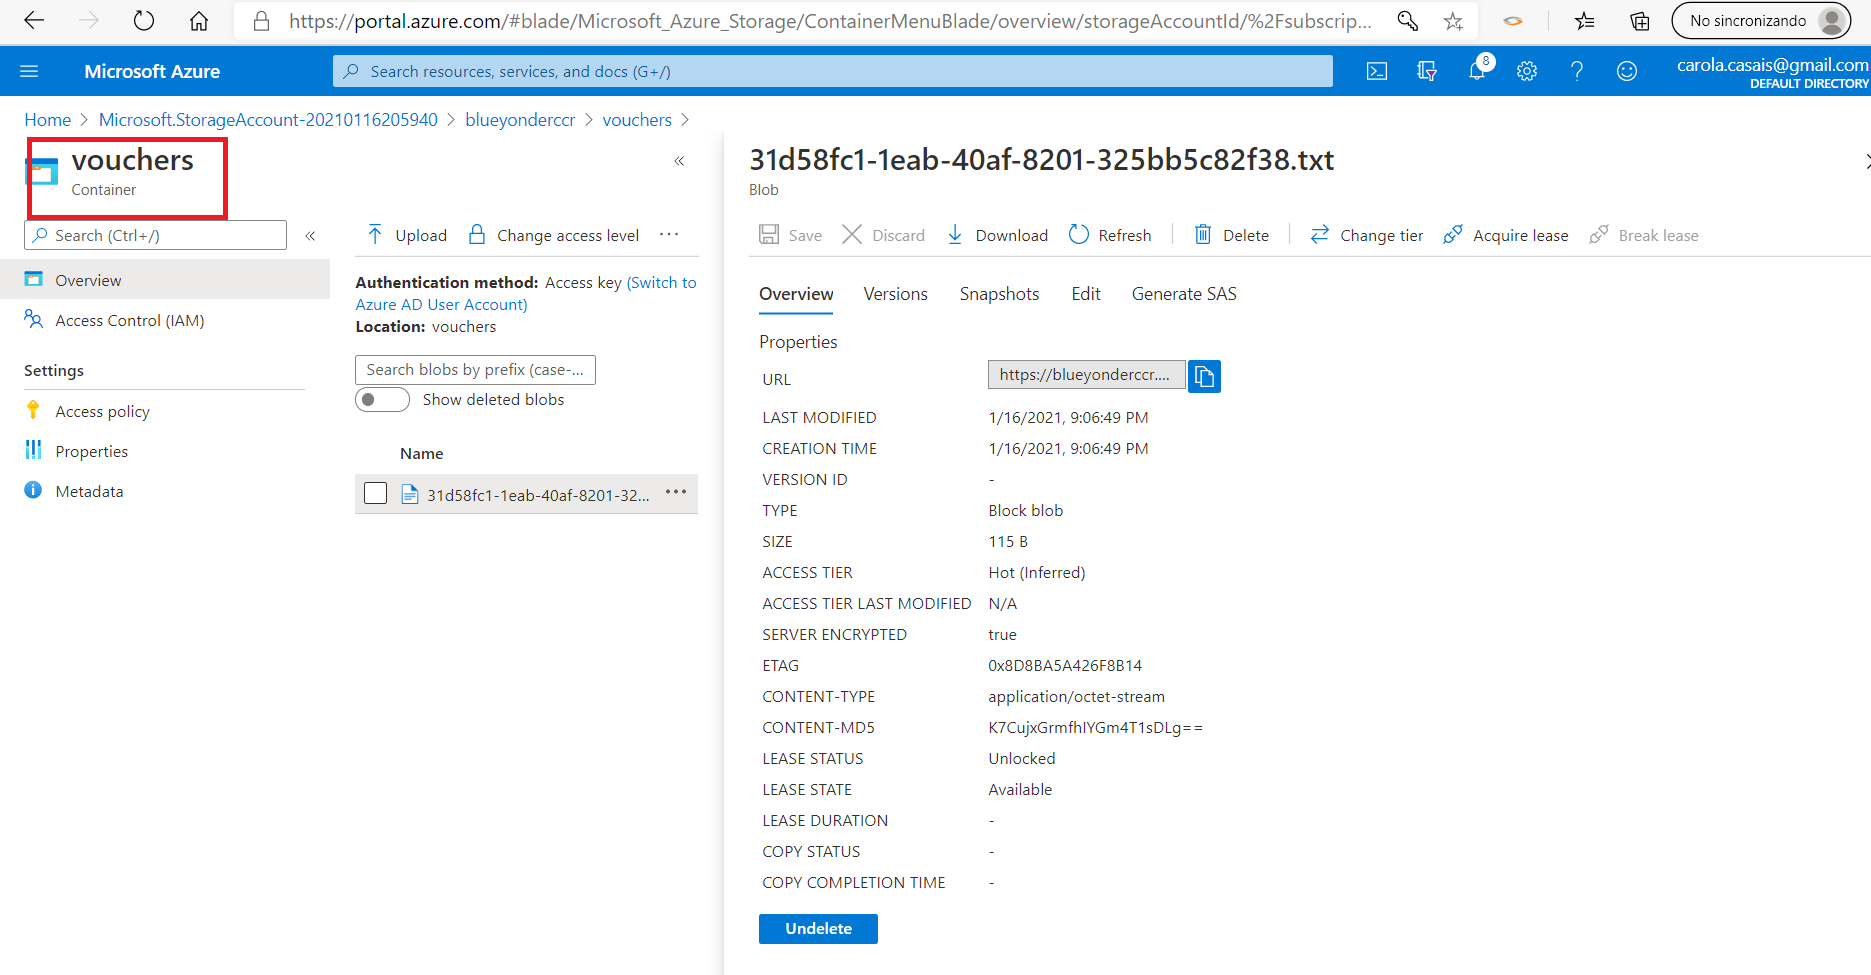 https://portal.azure.com/#blade/Microsoft_Azure_Storage/ContainerMenuBlade/overview/storageAccountId/%2Fsubscrip...
No sincronizando
Microsoft Azure
Search resources, services, and docs (G+/)
8
carola.casais@gmail.com
DEFAULT DIRECTORY
Home > Microsoft.StorageAccount-20210116205940 > blueyonderccr > vouchers >
vouchers
Container
Search (Ctrl+/)
Overview
Access Control (IAM)
Settings
Access policy
Properties
Metadata
Upload
Change access level
Authentication method: Access key (Switch to
Azure AD User Account)
Location: vouchers
Search blobs by prefix (case-...
Show deleted blobs
Name
31d58fc1-1eab-40af-8201-32...
31d58fc1-1eab-40af-8201-325bb5c82f38.txt
Blob
Save Discard Download Refresh Delete Change tier Acquire lease Break lease
Overview Versions Snapshots Edit Generate SAS
Properties
URL https://blueyonderccr....
LAST MODIFIED 1/16/2021, 9:06:49 PM
CREATION TIME 1/16/2021, 9:06:49 PM
VERSION ID -
TYPE Block blob
SIZE 115 B
ACCESS TIER Hot (Inferred)
ACCESS TIER LAST MODIFIED N/A
SERVER ENCRYPTED true
ETAG 0x8D8BA5A426F8B14
CONTENT-TYPE application/octet-stream
CONTENT-MD5 K7CujxGrmfhIYGm4T1sDLg==
LEASE STATUS Unlocked
LEASE STATE Available
LEASE DURATION -
COPY STATUS -
COPY COMPLETION TIME -
Undelete